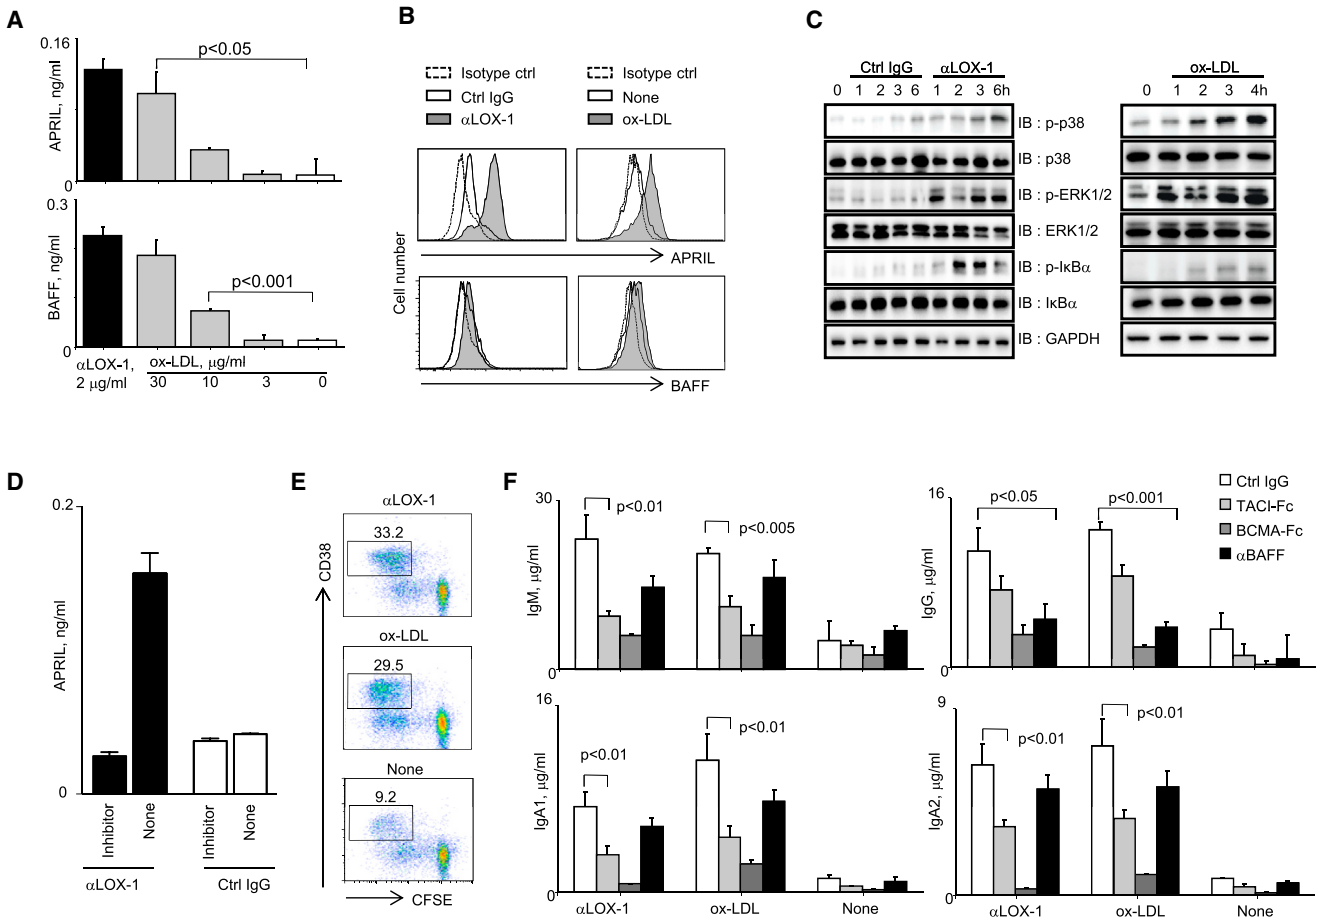 A
0.16
APRIL, ng/ml
0
p<0.05
0.3
BAFF, ng/ml
0
p<0.001
αLOX-1,
2 μg/ml
ox-LDL, μg/ml
30 10 3 0
B
Isotype ctrl
Ctrl IgG
αLOX-1
Isotype ctrl
None
ox-LDL
Cell number
APRIL
BAFF
C
Ctrl IgG αLOX-1
0 1 2 3 6 1 2 3 6h
ox-LDL
0 1 2 3 4h
IB : p-p38
IB : p38
IB : p-ERK1/2
IB : ERK1/2
IB : p-IκBα
IB : IκBα
IB : GAPDH
D
0.2
APRIL, ng/ml
0
Inhibitor
None
Inhibitor
None
αLOX-1
Ctrl IgG
E
αLOX-1
33.2
ox-LDL
29.5
None
9.2
CD38
CFSE
F
30
IgM, μg/ml
0
p<0.01
p<0.005
16
IgG, μg/ml
0
p<0.05
p<0.001
Ctrl IgG
TACI-Fc
BCMA-Fc
αBAFF
16
IgA1, μg/ml
0
p<0.01
p<0.01
αLOX-1 ox-LDL None
9
IgA2, μg/ml
0
p<0.01
p<0.01
αLOX-1 ox-LDL None